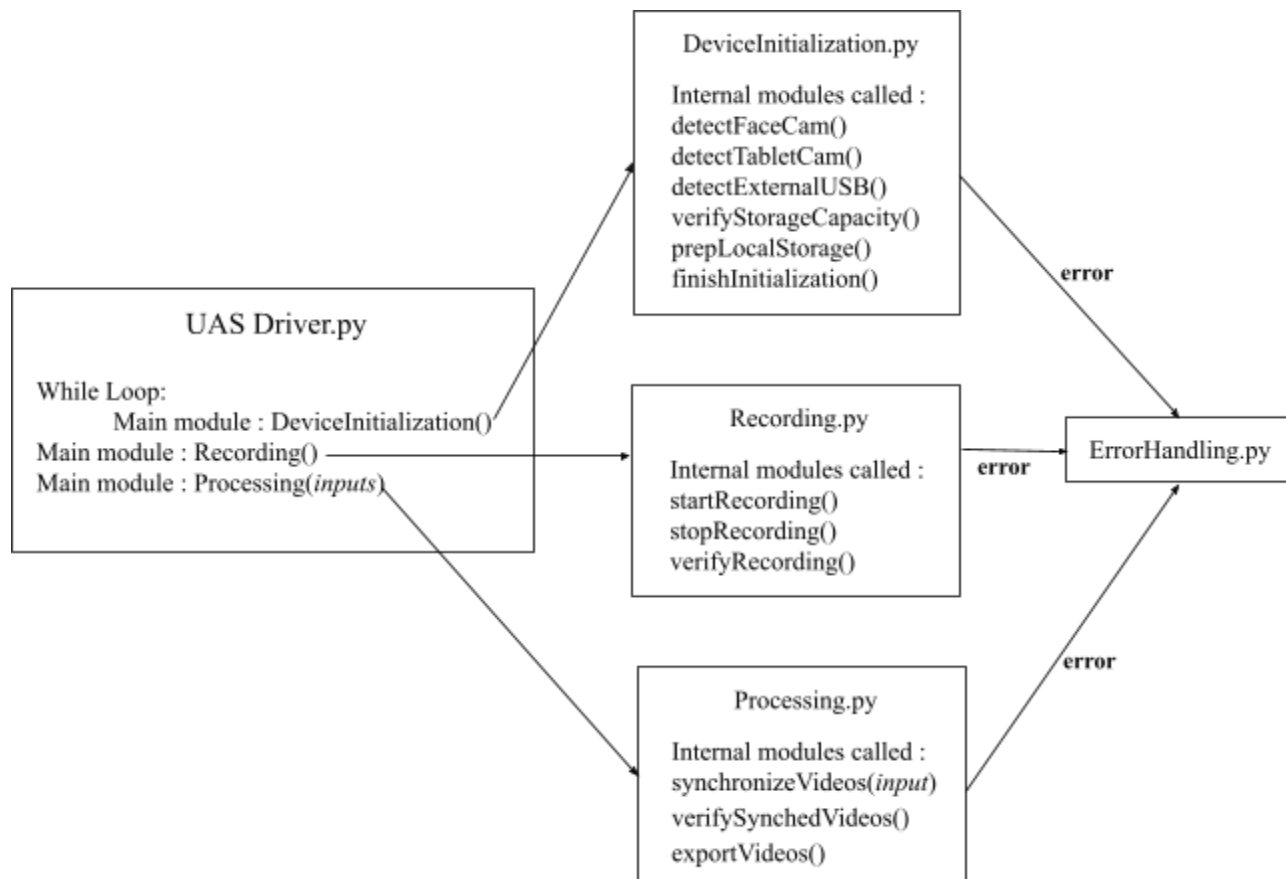 UAS Driver.py
While Loop:
Main module : DeviceInitialization()
Main module : Recording()
Main module : Processing(inputs)
DeviceInitialization.py
Internal modules called :
detectFaceCam()
detectTabletCam()
detectExternalUSB()
verifyStorageCapacity()
prepLocalStorage()
finishInitialization()
error
Recording.py
Internal modules called :
startRecording()
stopRecording()
verifyRecording()
error
Processing.py
Internal modules called :
synchronizeVideos(input)
verifySynchedVideos()
exportVideos()
error
ErrorHandling.py